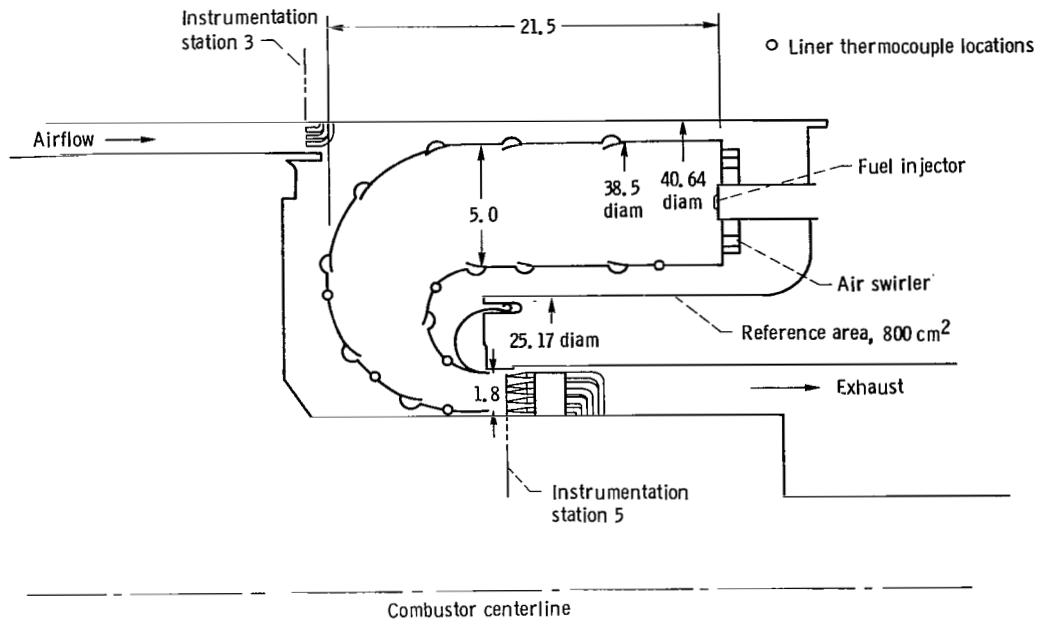 Instrumentation
station 3
21.5
Liner thermocouple locations
Airflow
Fuel injector
38.5
diam
40.64
diam
5.0
Air swirler
25.17 diam
Reference area, 800 cm²
1.8
Exhaust
Instrumentation
station 5
Combustor centerline